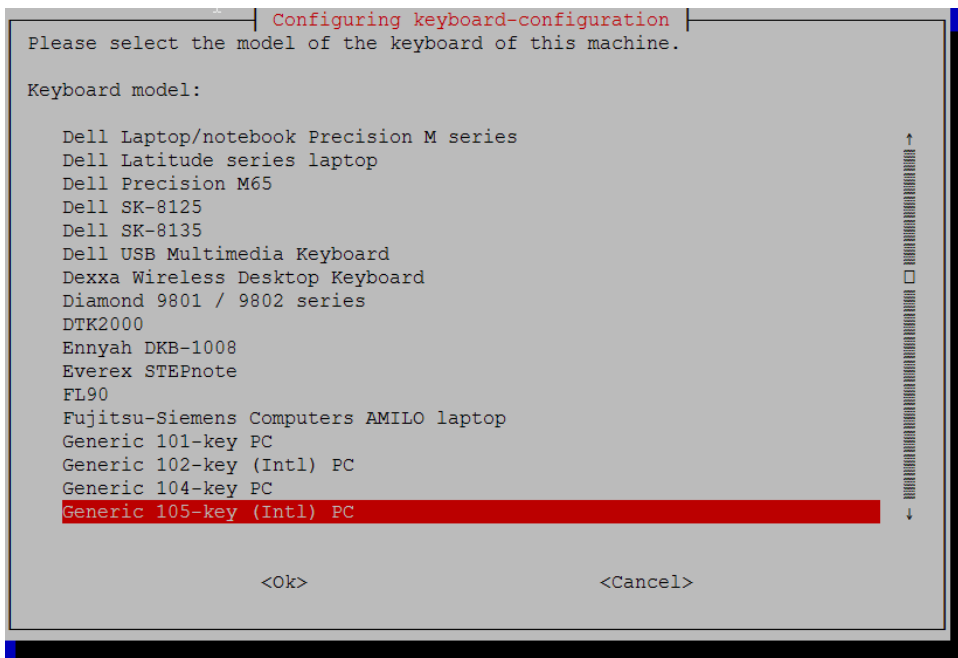 Configuring keyboard-configuration
Please select the model of the keyboard of this machine.
Keyboard model:
Dell Laptop/notebook Precision M series
Dell Latitude series laptop
Dell Precision M65
Dell SK-8125
Dell SK-8135
Dell USB Multimedia Keyboard
Dexxa Wireless Desktop Keyboard
Diamond 9801 / 9802 series
DTK2000
Ennyah DKB-1008
Everex STEPnote
FL90
Fujitsu-Siemens Computers AMILO laptop
Generic 101-key PC
Generic 102-key (Intl) PC
Generic 104-key PC
Generic 105-key (Intl) PC
<Ok> <Cancel>